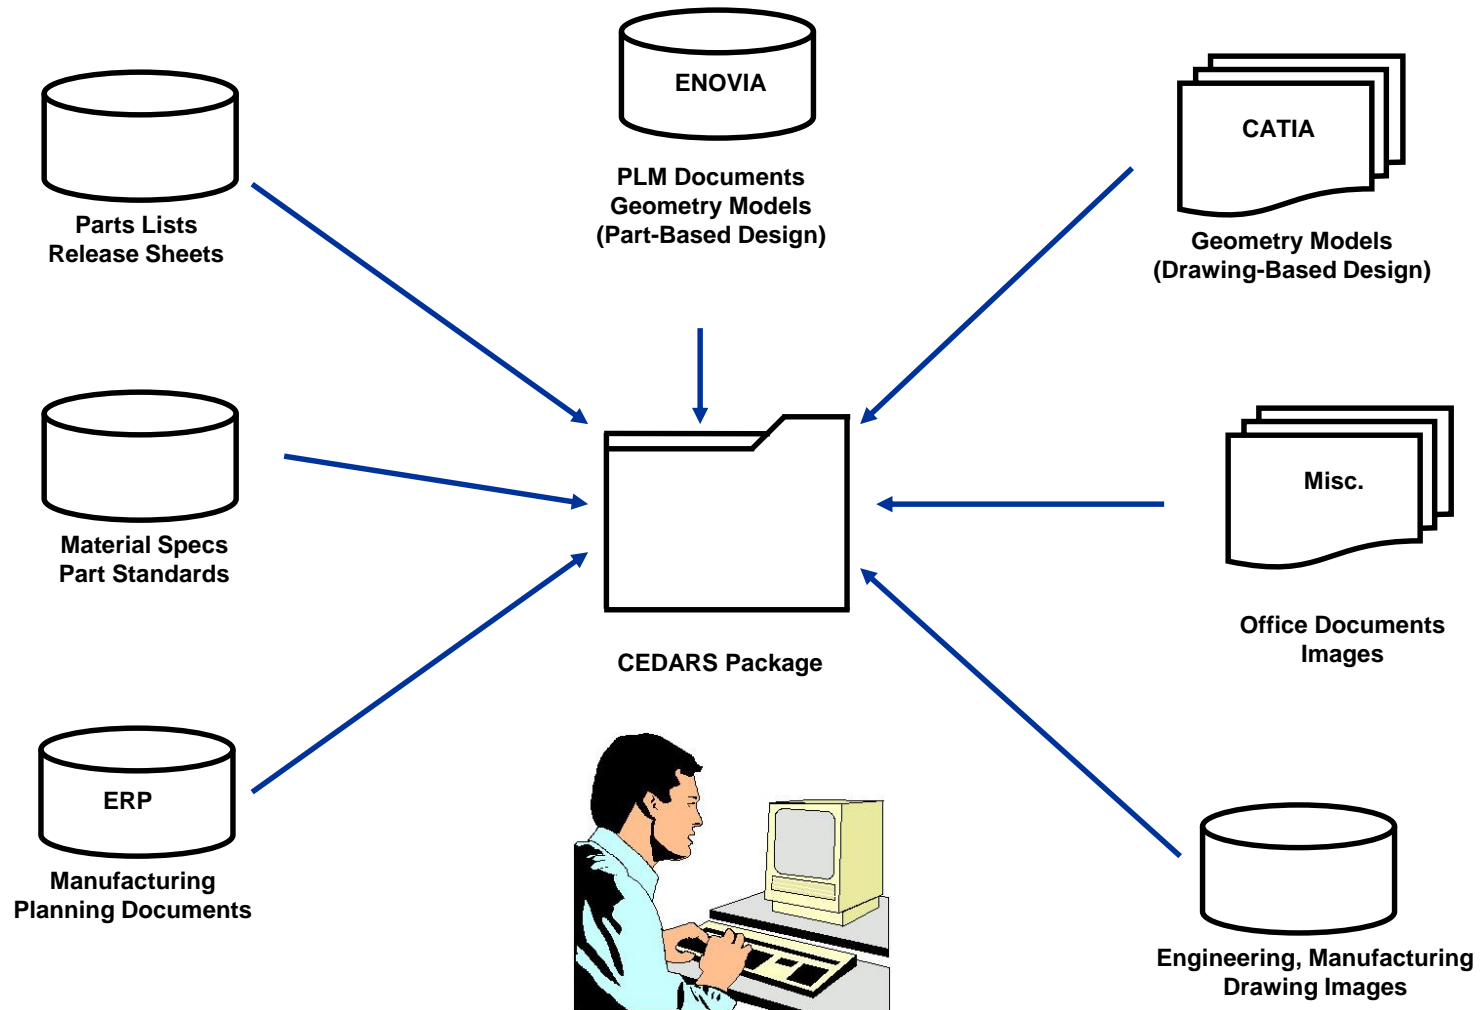 ENOVIA
PLM Documents
Geometry Models
(Part-Based Design)
CATIA
Geometry Models
(Drawing-Based Design)
Parts Lists
Release Sheets
Material Specs
Part Standards
Misc.
Office Documents
Images
CEDARS Package
ERP
Manufacturing
Planning Documents
Engineering, Manufacturing
Drawing Images